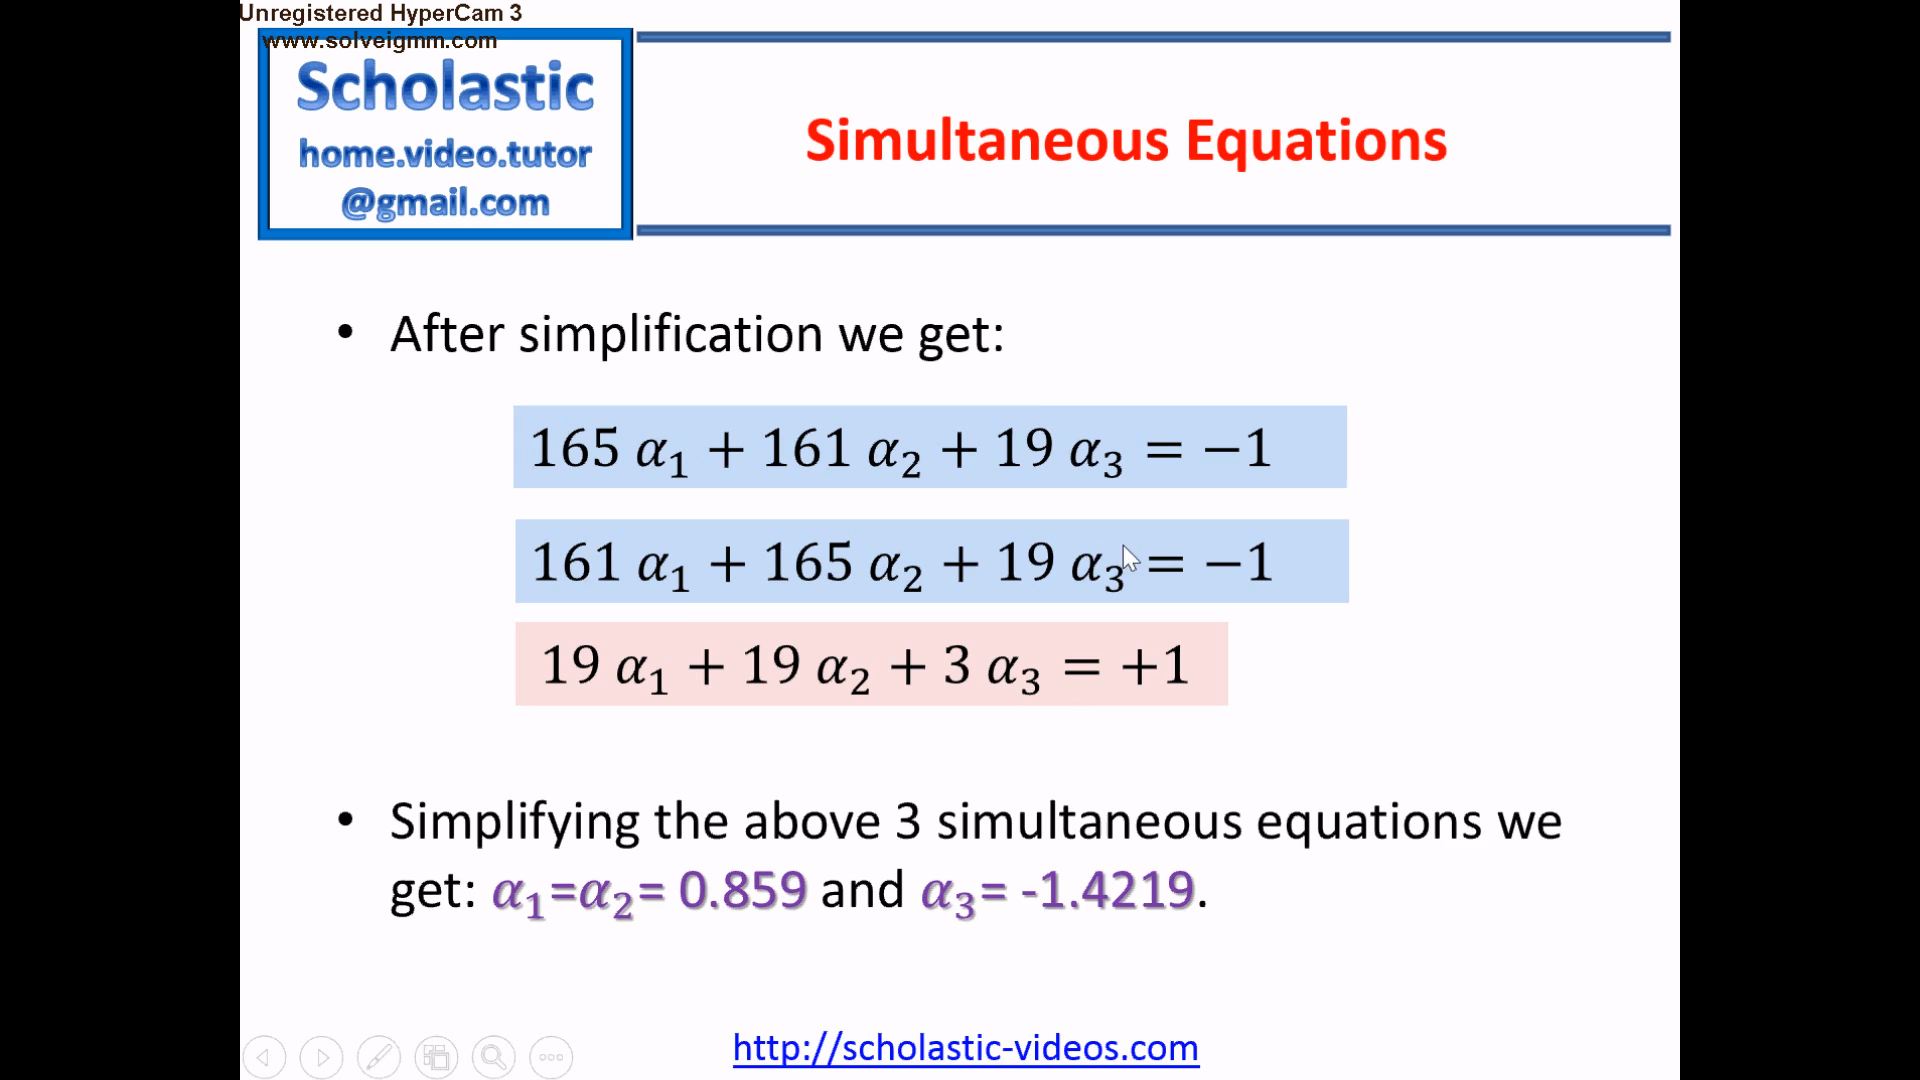 Unregistered HyperCam 3
www.solveigmm.com
Scholastic
home.video.tutor
@gmail.com
Simultaneous Equations
• After simplification we get:
165 α₁ + 161 α₂ + 19 α₃ = −1
161 α₁ + 165 α₂ + 19 α₃ = −1
19 α₁ + 19 α₂ + 3 α₃ = +1
• Simplifying the above 3 simultaneous equations we
get: α₁=α₂= 0.859 and α₃= -1.4219.
http://scholastic-videos.com